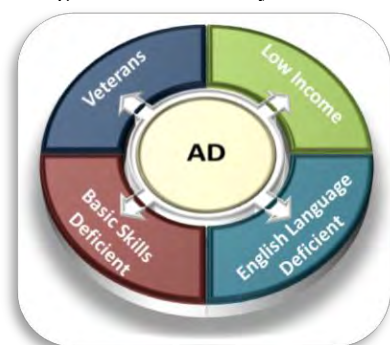 Veterans
Low Income
AD
Basic Skills
Deficient
English Language
Deficient